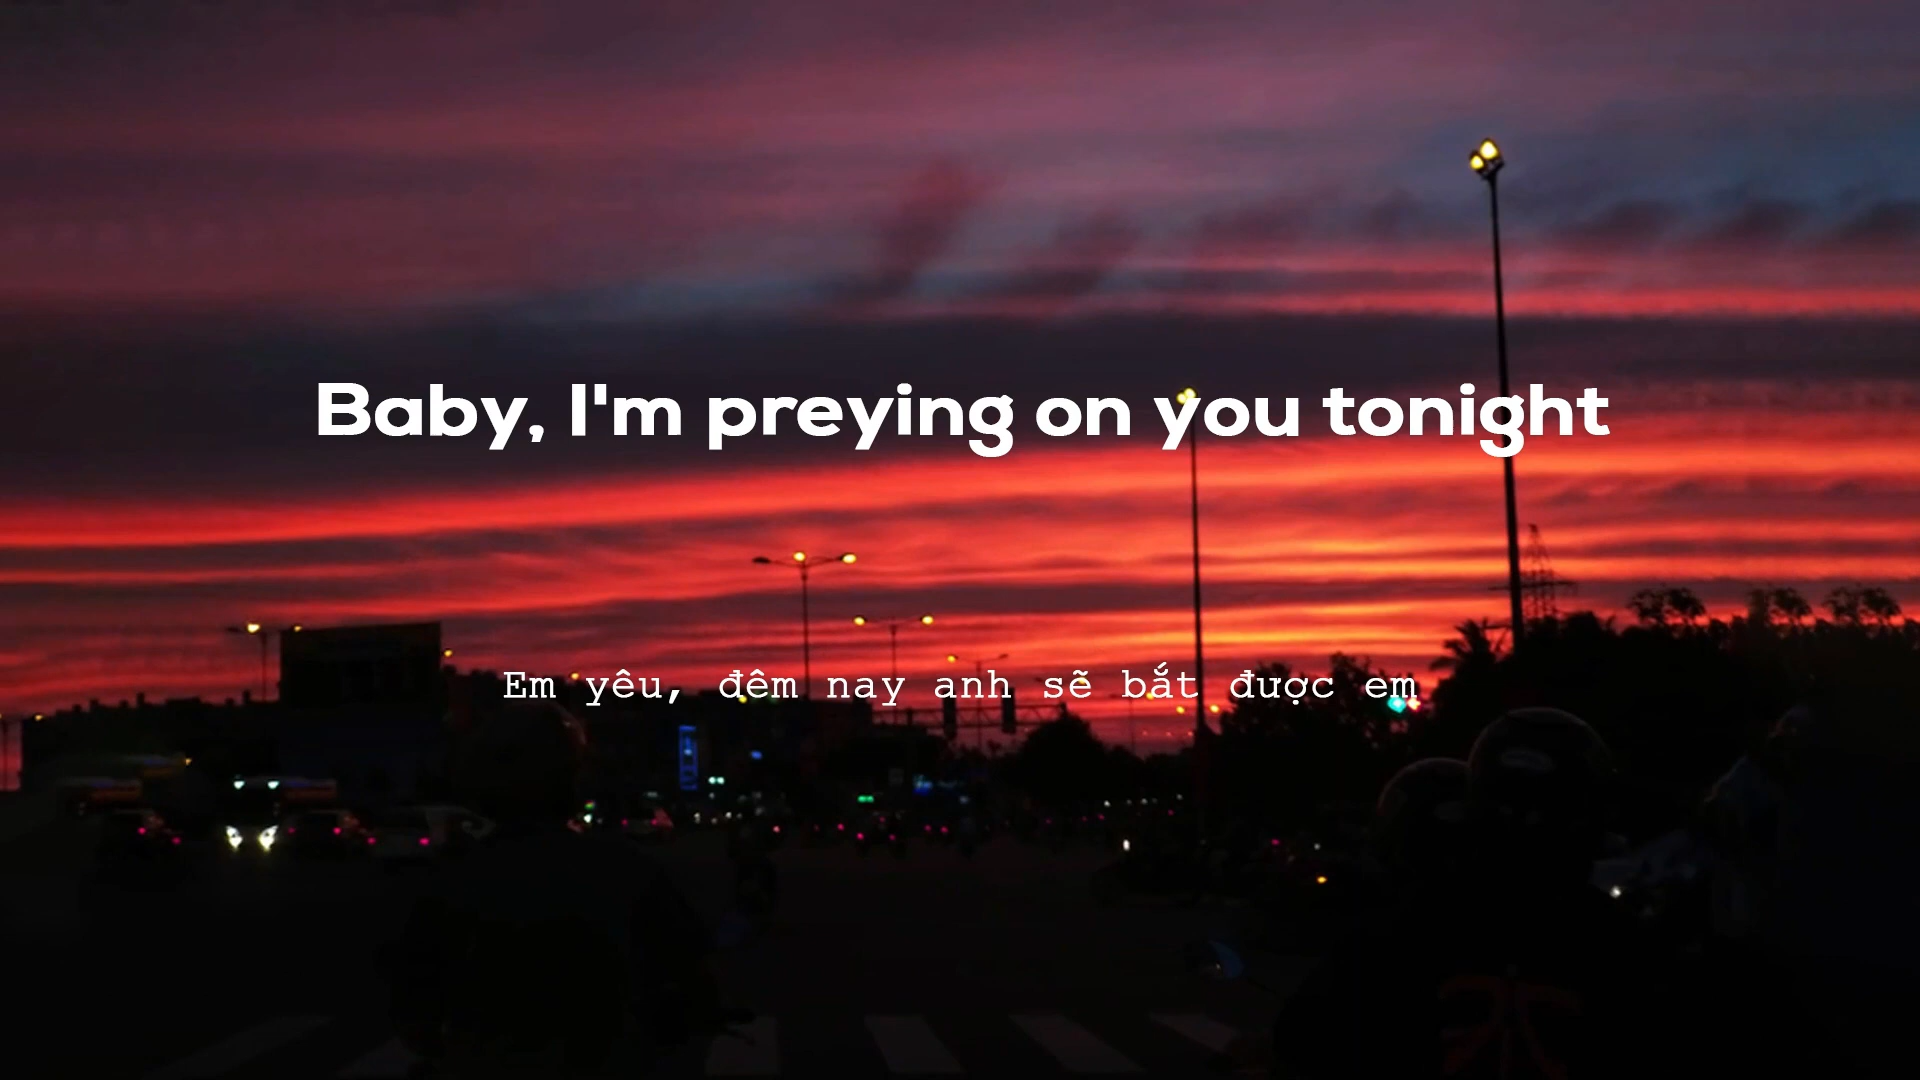 Baby, I'm preying on you tonight
Em yêu, đêm nay anh sẽ bắt được em